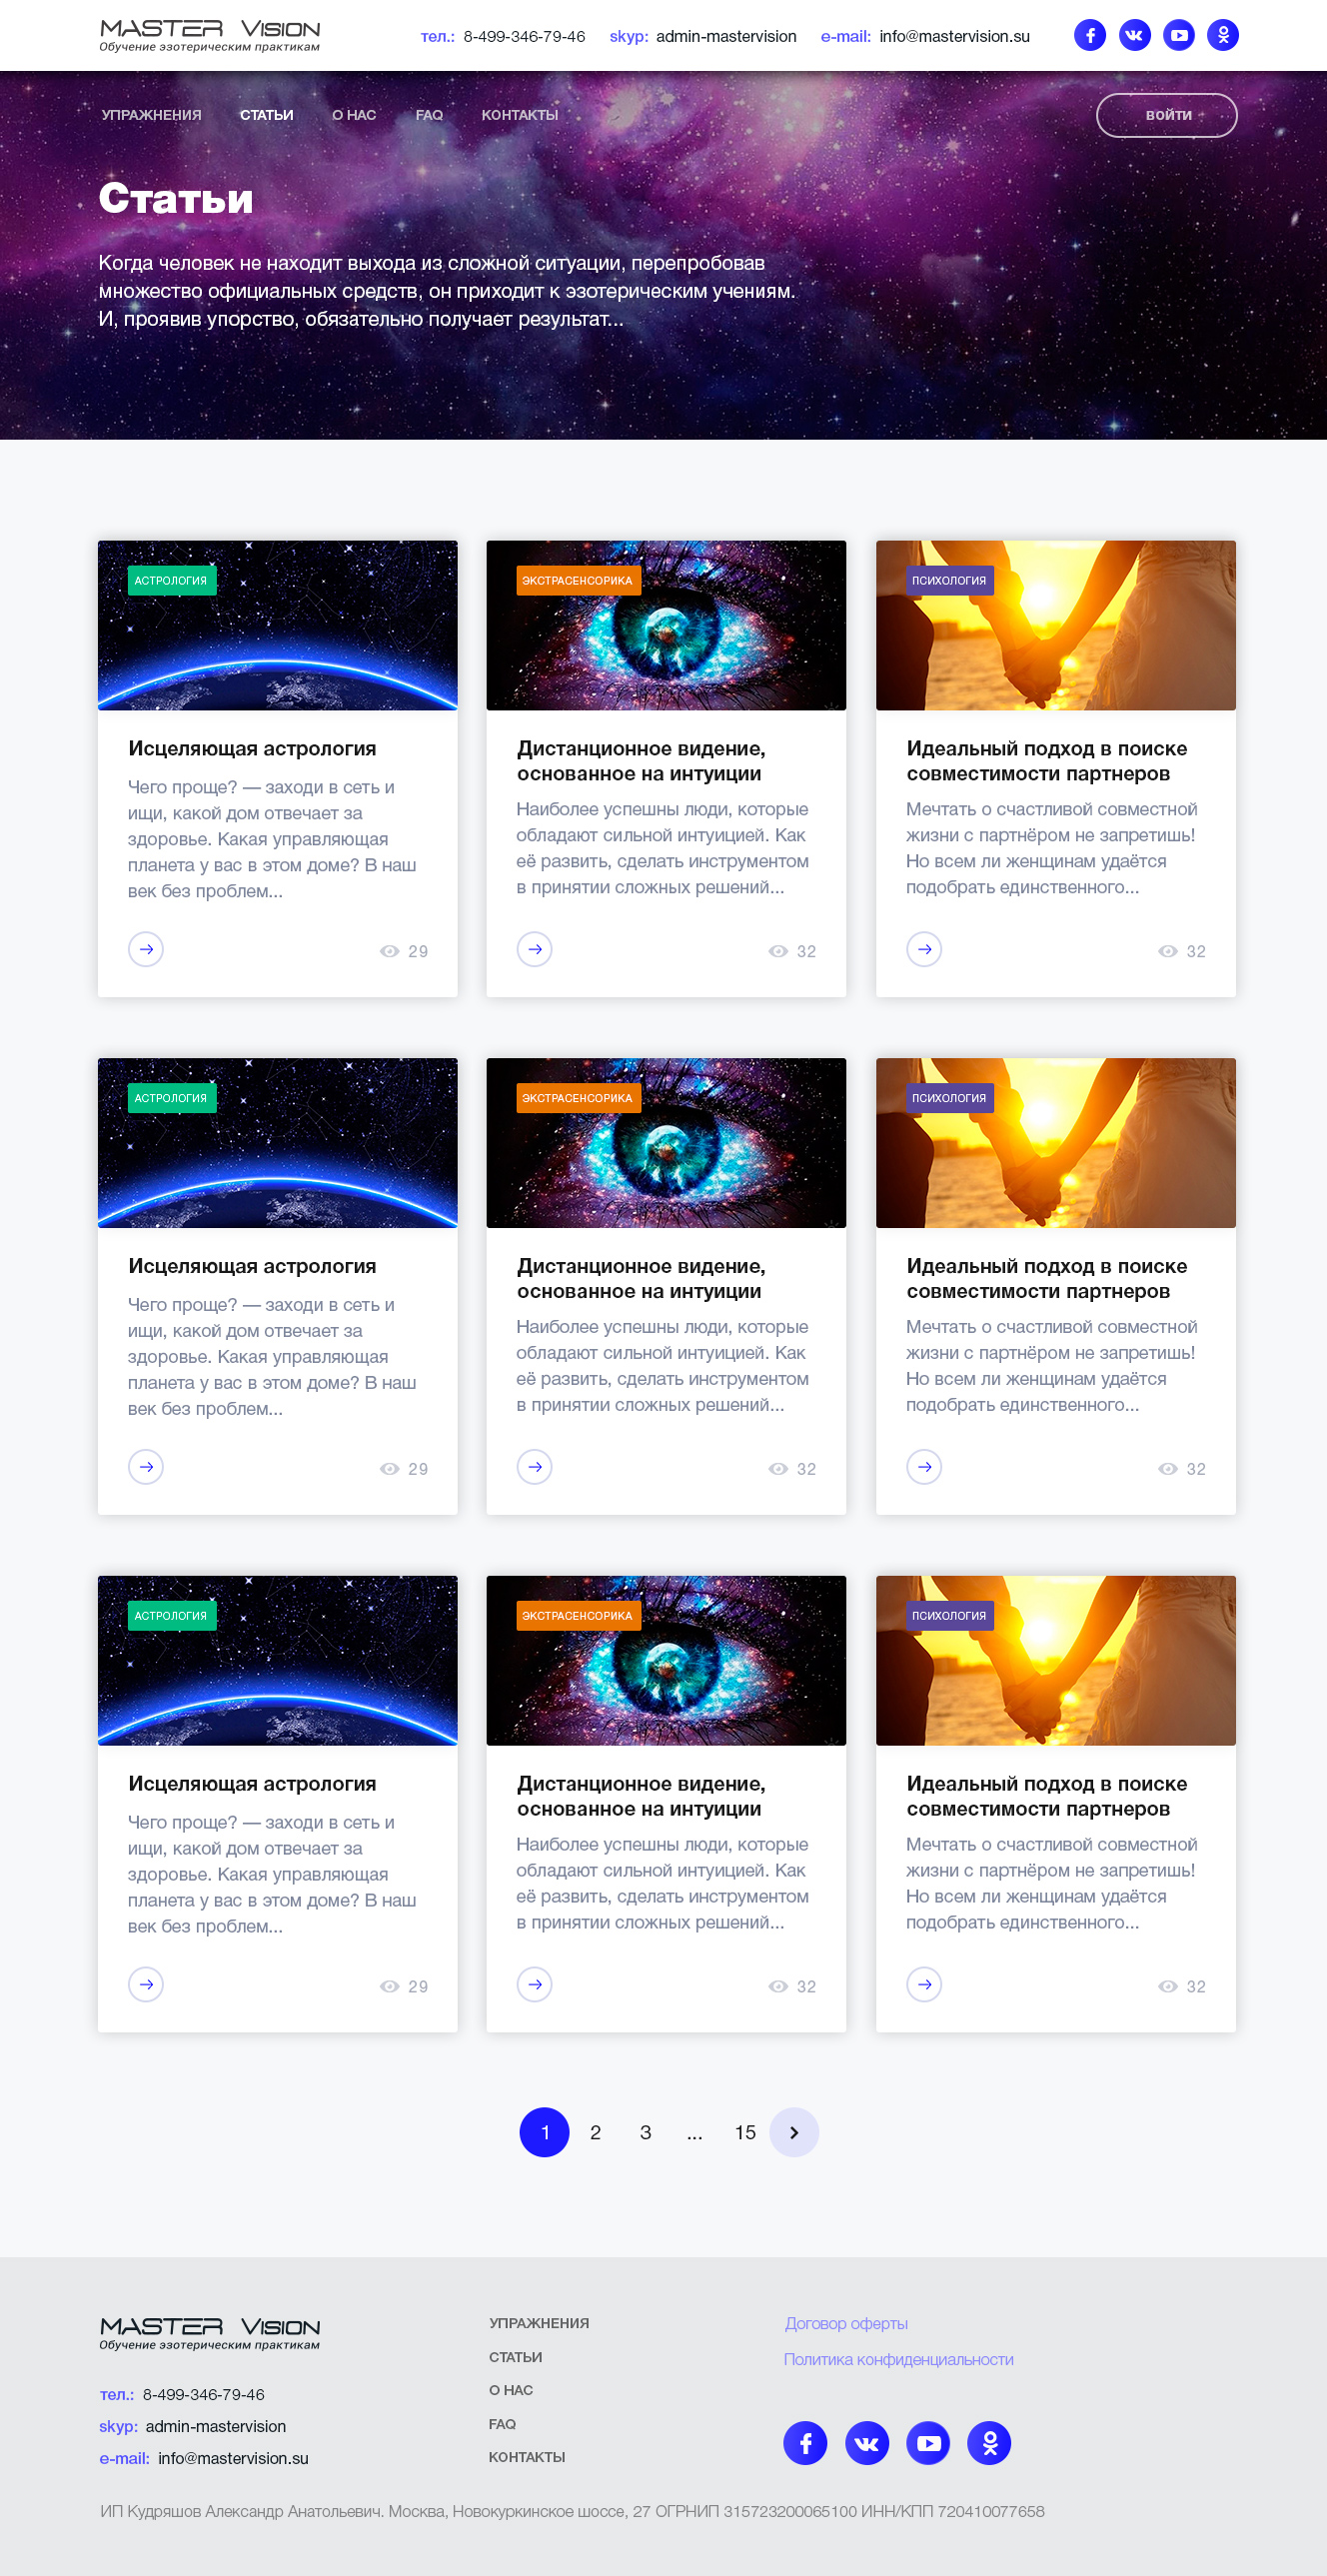 MASTER VISION
Обучение эзотерическим практикам
тел.: 8-499-346-79-46 skyp: admin-mastervision e-mail: info@mastervision.su
УПРАЖНЕНИЯ СТАТЬИ О НАС FAQ КОНТАКТЫ ВОЙТИ
Статьи
Когда человек не находит выхода из сложной ситуации, перепробовав
множество официальных средств, он приходит к эзотерическим учениям.
И, проявив упорство, обязательно получает результат...
АСТРОЛОГИЯ
Исцеляющая астрология
Чего проще? — заходи в сеть и
ищи, какой дом отвечает за
здоровье. Какая управляющая
планета у вас в этом доме? В наш
век без проблем...
29
ЭКСТРАСЕНСОРИКА
Дистанционное видение,
основанное на интуиции
Наиболее успешны люди, которые
обладают сильной интуицией. Как
её развить, сделать инструментом
в принятии сложных решений...
32
ПСИХОЛОГИЯ
Идеальный подход в поиске
совместимости партнеров
Мечтать о счастливой совместной
жизни с партнёром не запретишь!
Но всем ли женщинам удаётся
подобрать единственного...
32
АСТРОЛОГИЯ
Исцеляющая астрология
Чего проще? — заходи в сеть и
ищи, какой дом отвечает за
здоровье. Какая управляющая
планета у вас в этом доме? В наш
век без проблем...
29
ЭКСТРАСЕНСОРИКА
Дистанционное видение,
основанное на интуиции
Наиболее успешны люди, которые
обладают сильной интуицией. Как
её развить, сделать инструментом
в принятии сложных решений...
32
ПСИХОЛОГИЯ
Идеальный подход в поиске
совместимости партнеров
Мечтать о счастливой совместной
жизни с партнёром не запретишь!
Но всем ли женщинам удаётся
подобрать единственного...
32
АСТРОЛОГИЯ
Исцеляющая астрология
Чего проще? — заходи в сеть и
ищи, какой дом отвечает за
здоровье. Какая управляющая
планета у вас в этом доме? В наш
век без проблем...
29
ЭКСТРАСЕНСОРИКА
Дистанционное видение,
основанное на интуиции
Наиболее успешны люди, которые
обладают сильной интуицией. Как
её развить, сделать инструментом
в принятии сложных решений...
32
ПСИХОЛОГИЯ
Идеальный подход в поиске
совместимости партнеров
Мечтать о счастливой совместной
жизни с партнёром не запретишь!
Но всем ли женщинам удаётся
подобрать единственного...
32
1 2 3 ... 15
MASTER VISION
Обучение эзотерическим практикам
тел.: 8-499-346-79-46
skyp: admin-mastervision
e-mail: info@mastervision.su
УПРАЖНЕНИЯ
СТАТЬИ
О НАС
FAQ
КОНТАКТЫ
Договор оферты
Политика конфиденциальности
ИП Кудряшов Александр Анатольевич. Москва, Новокуркинское шоссе, 27 ОГРНИП 315723200065100 ИНН/КПП 720410077658